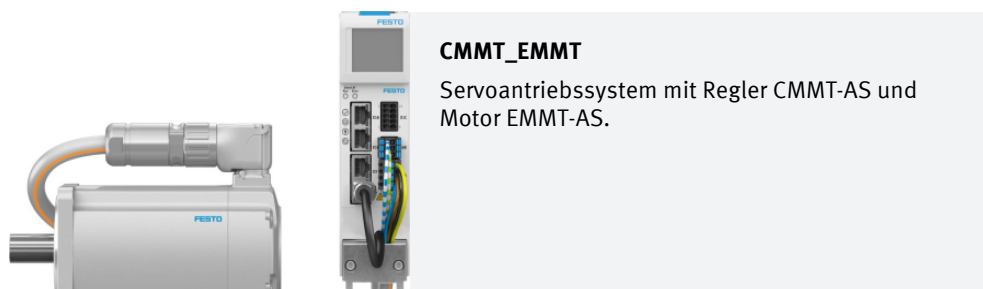 FESTO
CMMT_EMMT
Servoantriebssystem mit Regler CMMT-AS und
Motor EMMT-AS.
FESTO
FESTO